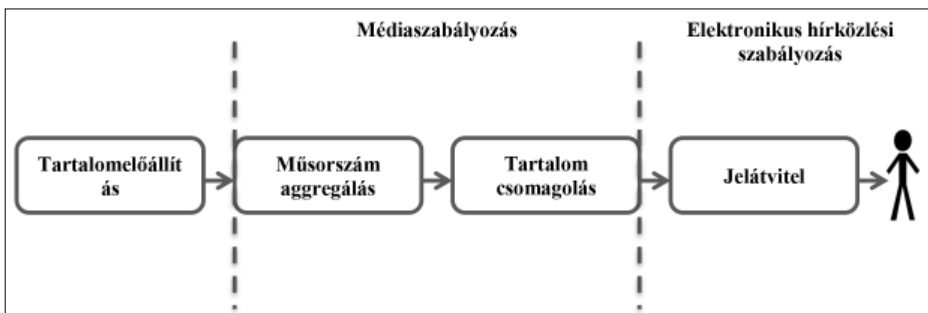 Médiaszabályozás
Elektronikus hírközlési
szabályozás
Tartalomelőállít
ás
Műsorszám
aggregálás
Tartalom
csomagolás
Jelátvitel